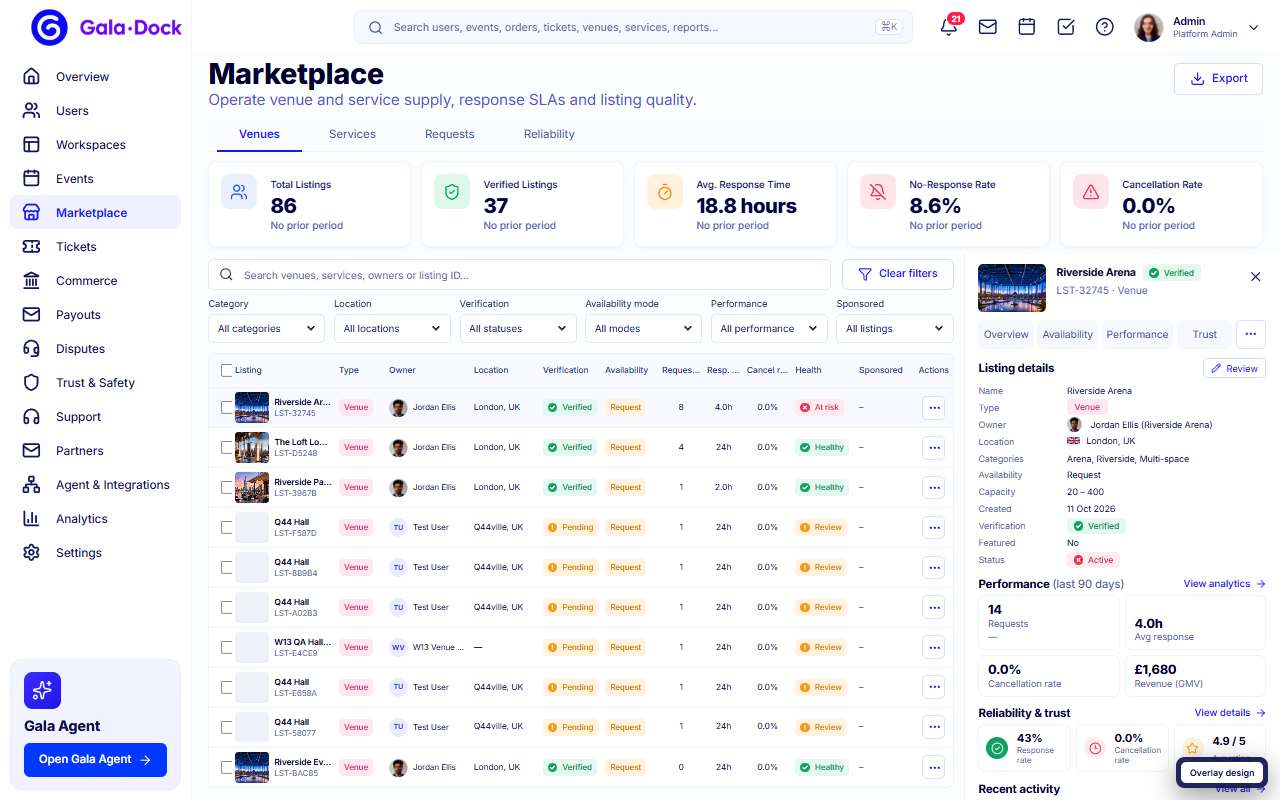 Gala·Dock
Search users, events, orders, tickets, venues, services, reports...
⌘K
21
Admin
Platform Admin
Overview
Users
Workspaces
Events
Marketplace
Tickets
Commerce
Payouts
Disputes
Trust & Safety
Support
Partners
Agent & Integrations
Analytics
Settings
Gala Agent
Open Gala Agent →
Marketplace
Operate venue and service supply, response SLAs and listing quality.
Export
Venues Services Requests Reliability
Total Listings
86
No prior period
Verified Listings
37
No prior period
Avg. Response Time
18.8 hours
No prior period
No-Response Rate
8.6%
No prior period
Cancellation Rate
0.0%
No prior period
Search venues, services, owners or listing ID...
Clear filters
Category Location Verification Availability mode Performance Sponsored
All categories All locations All statuses All modes All performance All listings
Listing Type Owner Location Verification Availability Reques... Resp. ... Cancel r... Health Sponsored Actions
Riverside Ar... Venue Jordan Ellis London, UK Verified Request 8 4.0h 0.0% At risk –
LST-32745
The Loft Lo... Venue Jordan Ellis London, UK Verified Request 4 24h 0.0% Healthy –
LST-D5248
Riverside Pa... Venue Jordan Ellis London, UK Verified Request 1 2.0h 0.0% Healthy –
LST-3967B
Q44 Hall Venue TU Test User Q44ville, UK Pending Request 1 24h 0.0% Review –
LST-F587D
Q44 Hall Venue TU Test User Q44ville, UK Pending Request 1 24h 0.0% Review –
LST-8B9B4
Q44 Hall Venue TU Test User Q44ville, UK Pending Request 1 24h 0.0% Review –
LST-A02B3
W13 QA Hall... Venue WV W13 Venue ... — Pending Request 1 24h 0.0% Review –
LST-E4CE9
Q44 Hall Venue TU Test User Q44ville, UK Pending Request 1 24h 0.0% Review –
LST-E658A
Q44 Hall Venue TU Test User Q44ville, UK Pending Request 1 24h 0.0% Review –
LST-58077
Riverside Ev... Venue Jordan Ellis London, UK Verified Request 0 24h 0.0% Healthy –
LST-BAC85
Riverside Arena Verified
LST-32745 · Venue
Overview Availability Performance Trust ...
Listing details Review
Name Riverside Arena
Type Venue
Owner Jordan Ellis (Riverside Arena)
Location London, UK
Categories Arena, Riverside, Multi-space
Availability Request
Capacity 20 – 400
Created 11 Oct 2026
Verification Verified
Featured No
Status Active
Performance (last 90 days) View analytics →
14
Requests
—
4.0h
Avg response
0.0%
Cancellation rate
£1,680
Revenue (GMV)
Reliability & trust View details →
43%
Response
rate
0.0%
Cancellation
rate
4.9 / 5
Overlay design
Recent activity View all →